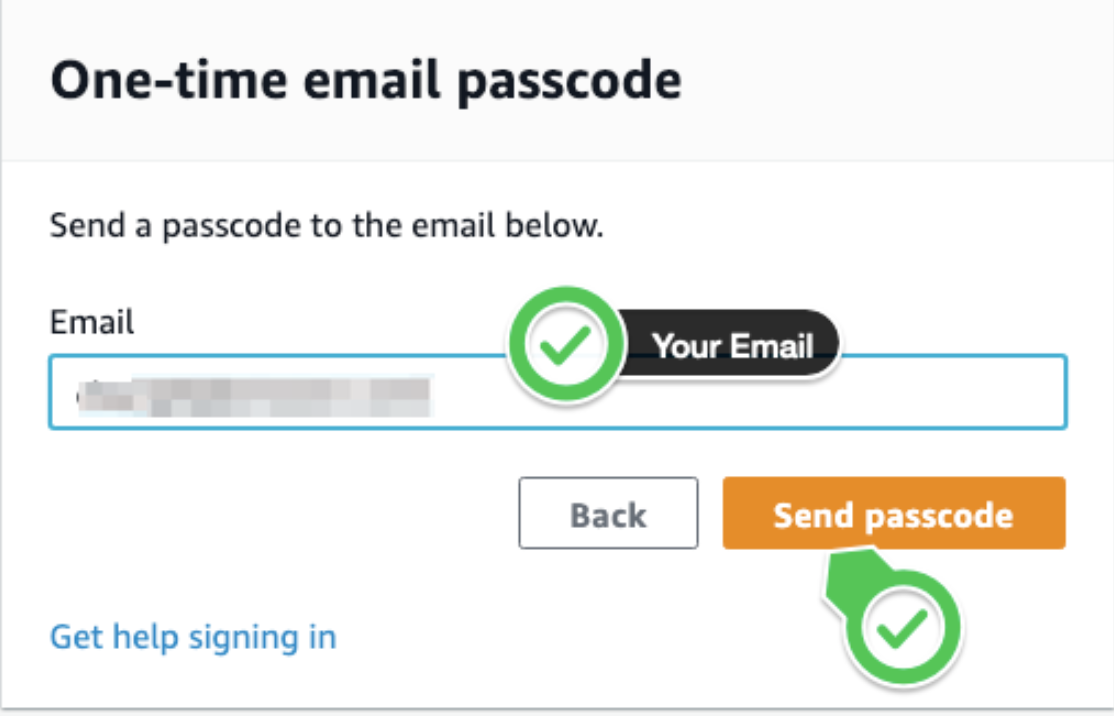 One-time email passcode
Send a passcode to the email below.
Email
Your Email
Back
Send passcode
Get help signing in